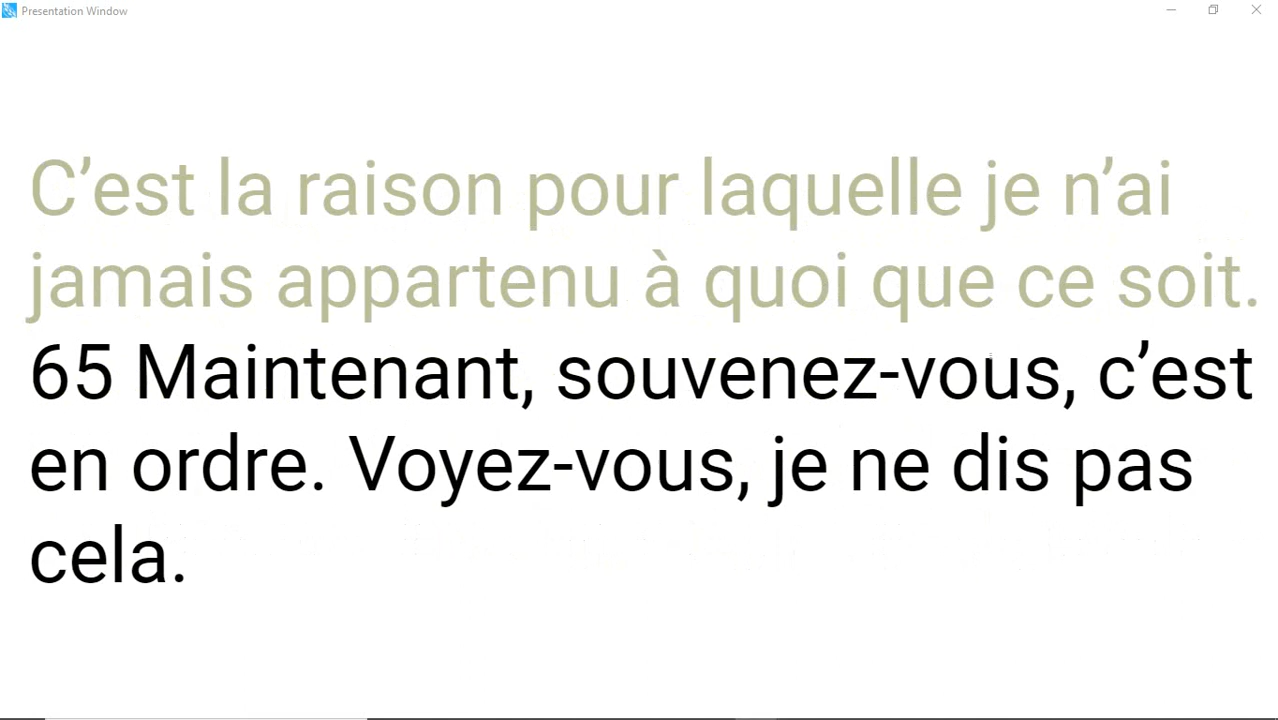 Presentation Window
C’est la raison pour laquelle je n’ai
jamais appartenu à quoi que ce soit.
65 Maintenant, souvenez-vous, c’est
en ordre. Voyez-vous, je ne dis pas
cela.